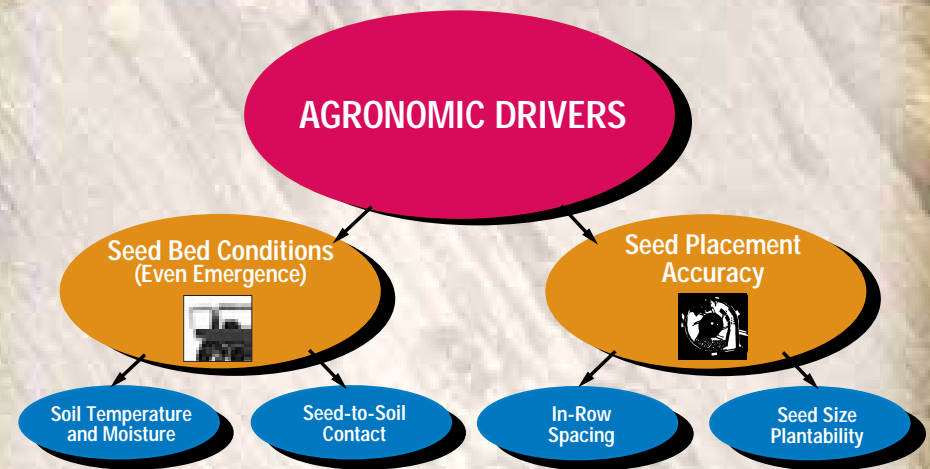 AGRONOMIC DRIVERS
Seed Bed Conditions
(Even Emergence)
Seed Placement
Accuracy
Soil Temperature
and Moisture
Seed-to-Soil
Contact
In-Row
Spacing
Seed Size
Plantability